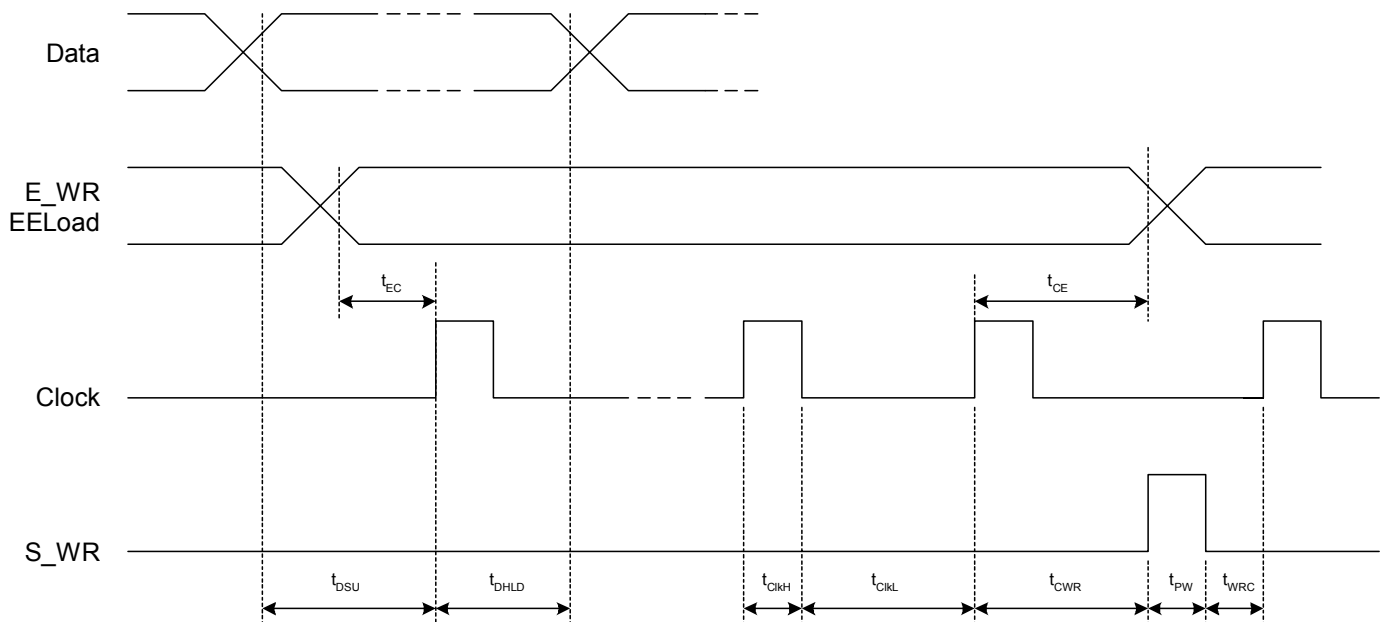 Data
E_WR
EELoad
tEC
tCE
Clock
S_WR
tDSU
tDHLD
tClkH
tClkL
tCWR
tPW
tWRC